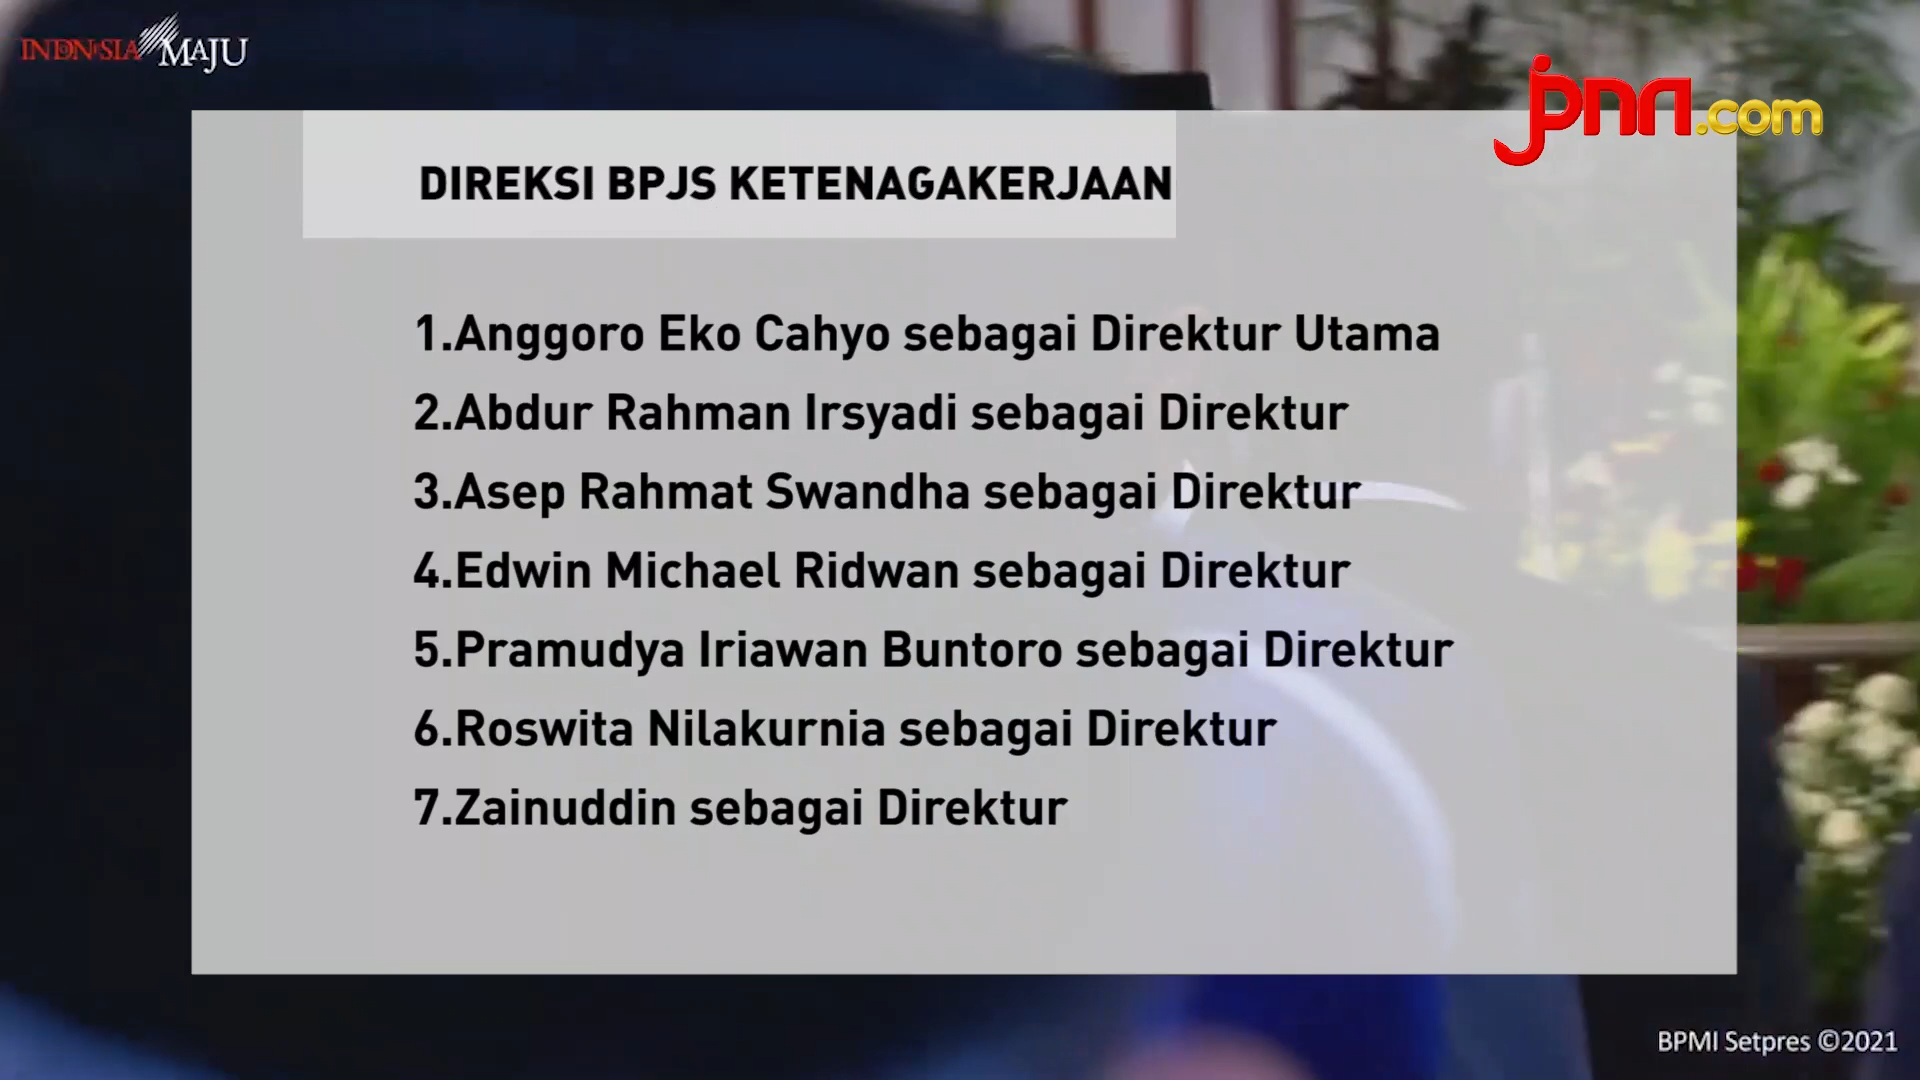 INDONESIA MAJU
jpnn.com
DIREKSI BPJS KETENAGAKERJAAN
1.Anggoro Eko Cahyo sebagai Direktur Utama
2.Abdur Rahman Irsyadi sebagai Direktur
3.Asep Rahmat Swandha sebagai Direktur
4.Edwin Michael Ridwan sebagai Direktur
5.Pramudya Iriawan Buntoro sebagai Direktur
6.Roswita Nilakurnia sebagai Direktur
7.Zainuddin sebagai Direktur
BPMI Setpres ©2021